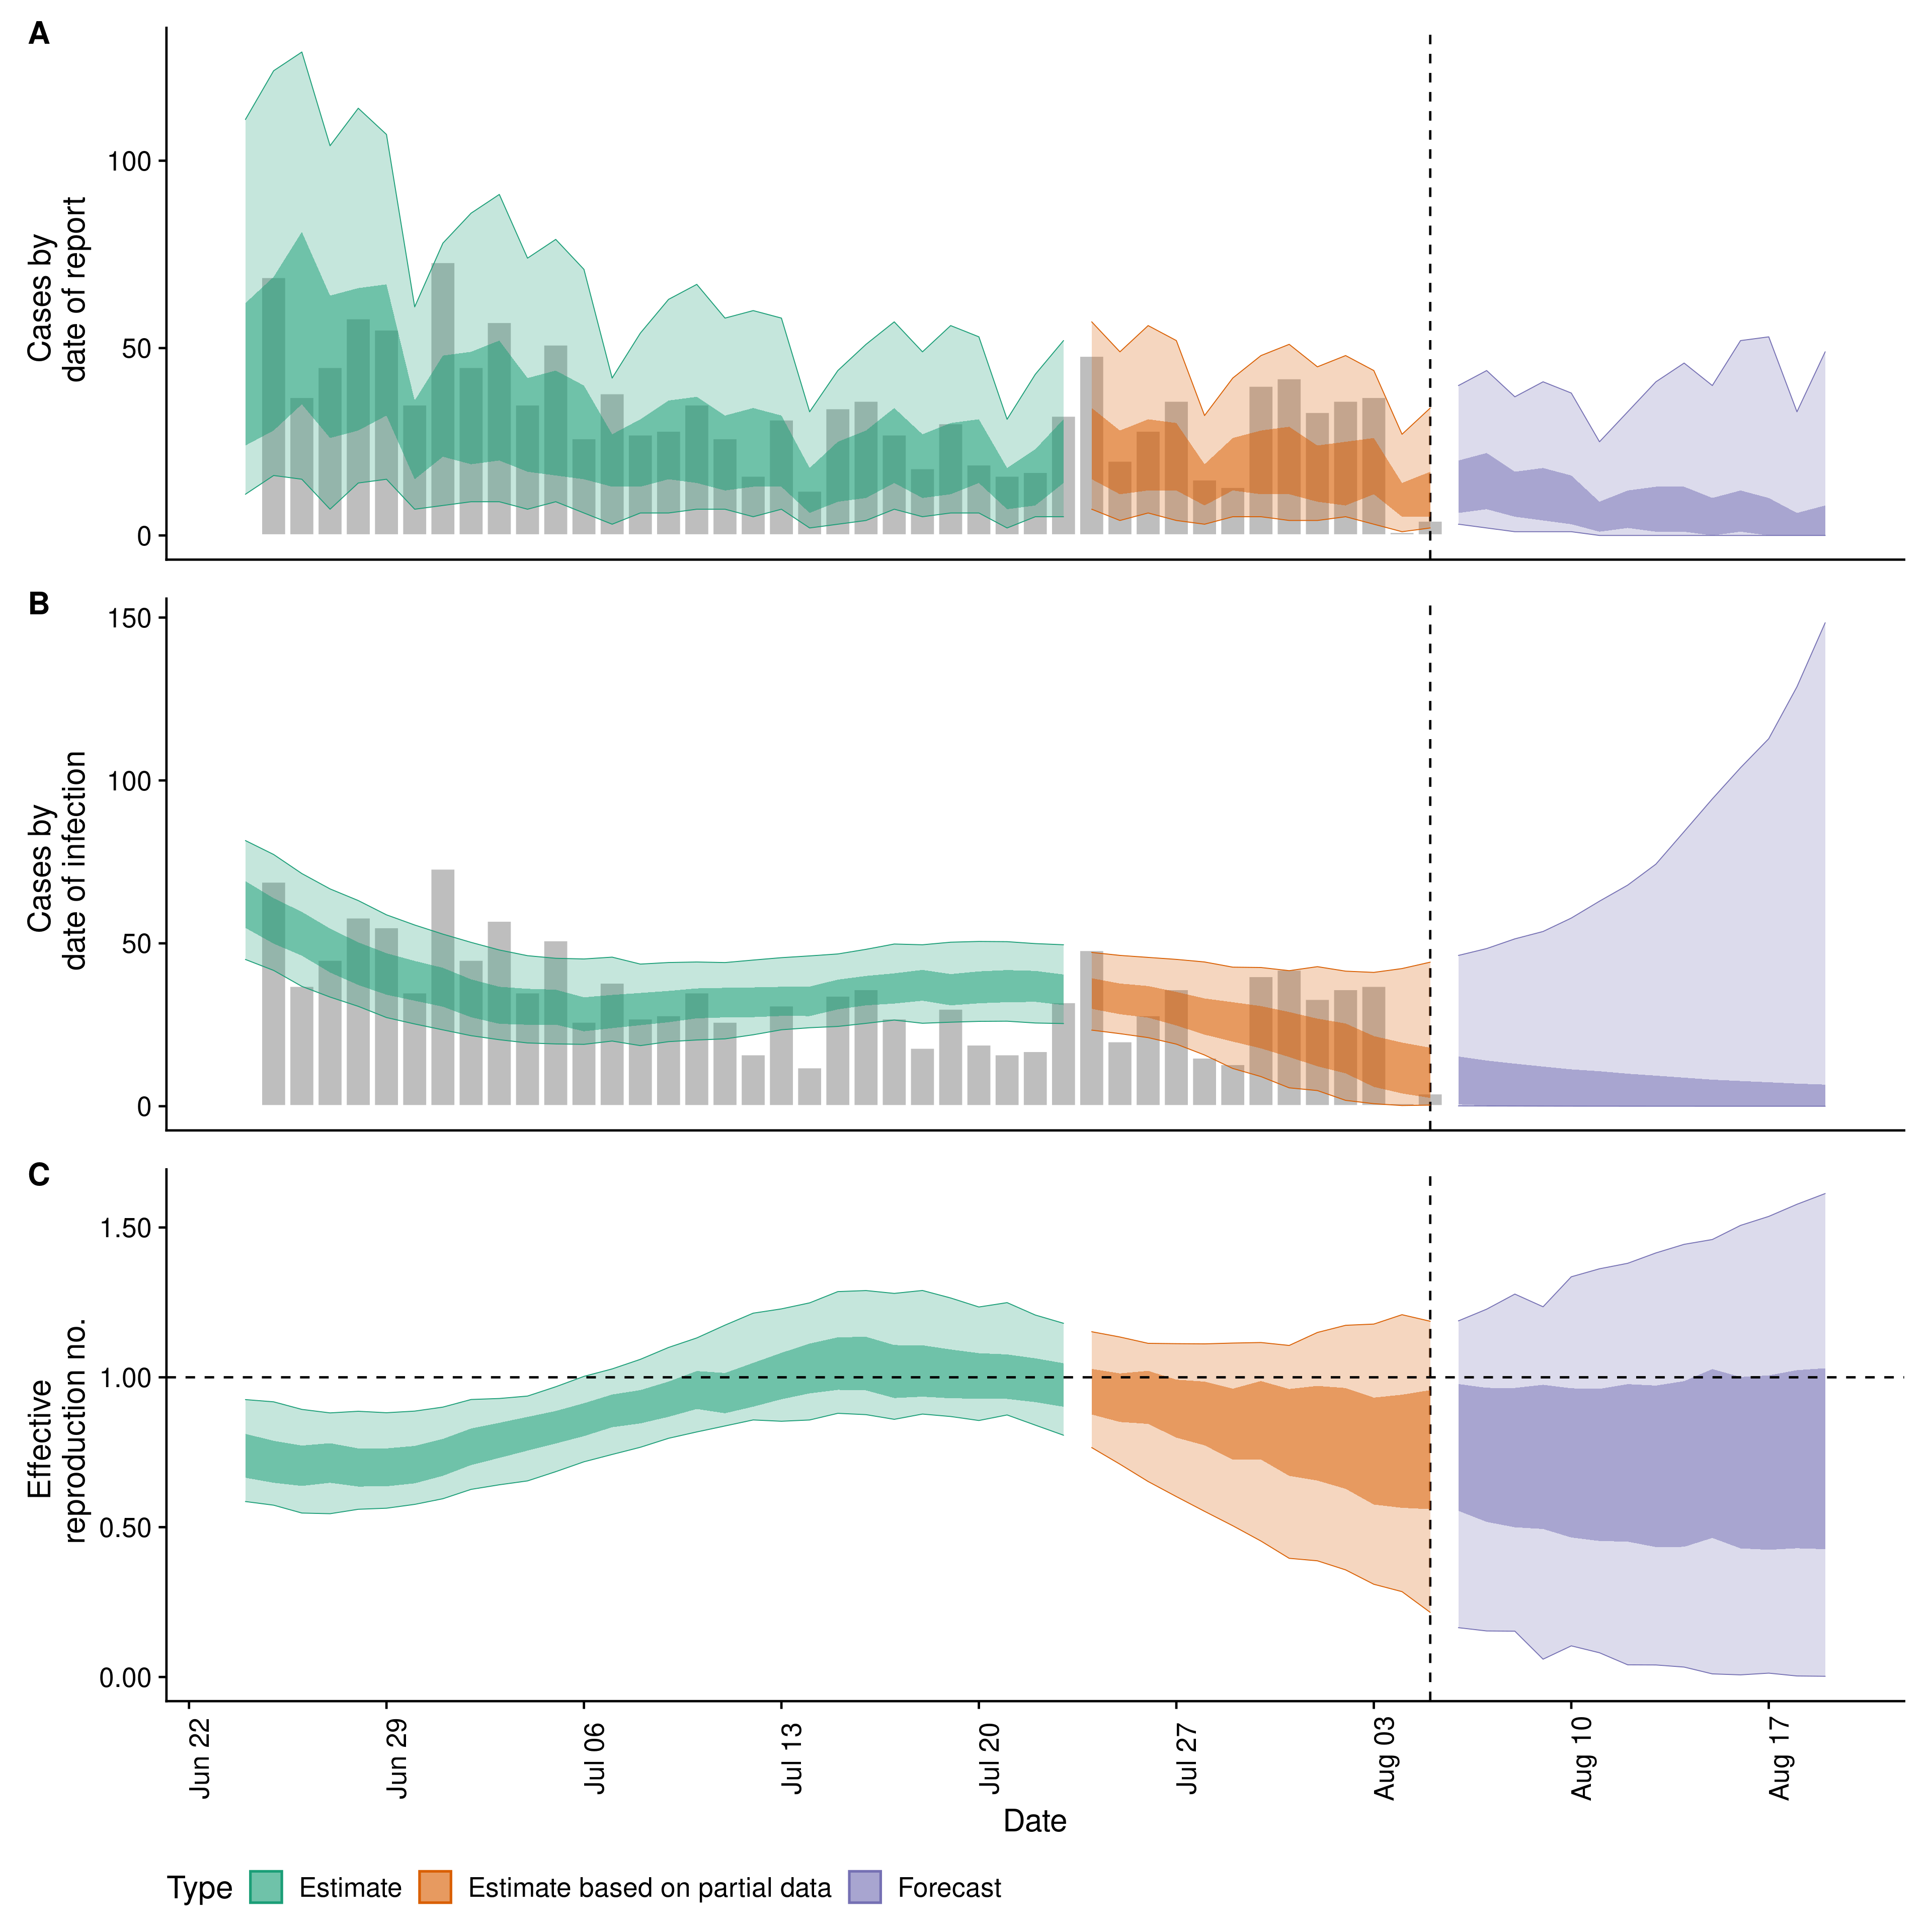 A
Cases by
date of report
100
50
0
B
Cases by
date of infection
150
100
50
0
C
Effective
reproduction no.
1.50
1.00
0.50
0.00
Jun 22
Jun 29
Jul 06
Jul 13
Jul 20
Jul 27
Aug 03
Aug 10
Aug 17
Date
Type Estimate Estimate based on partial data Forecast